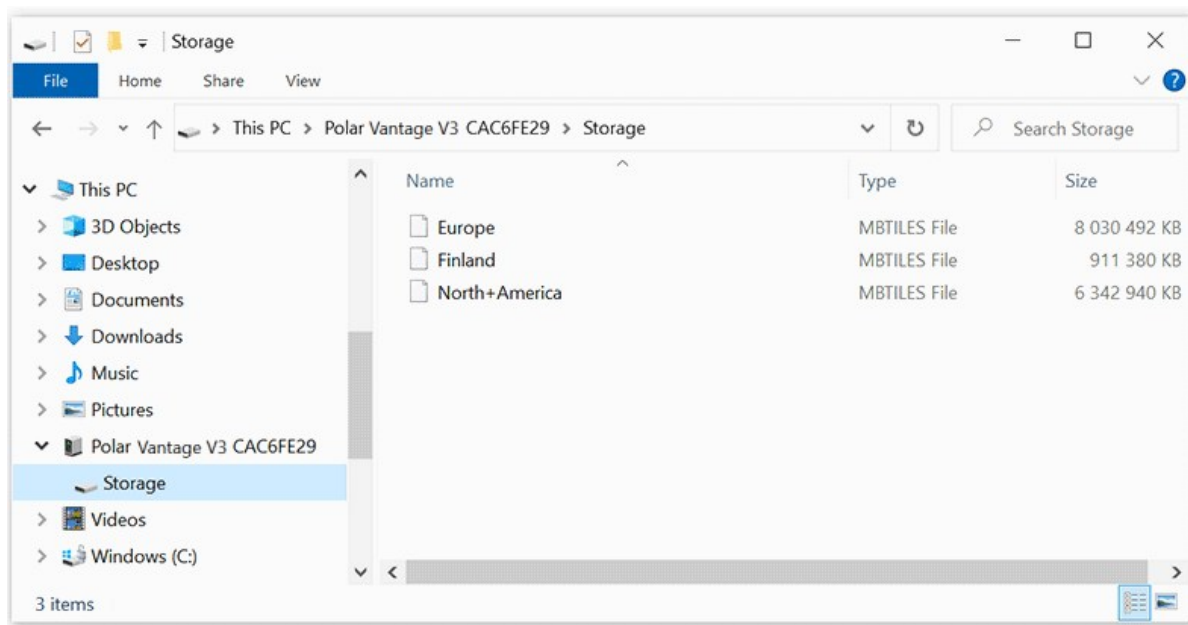 Storage
File Home Share View
This PC > Polar Vantage V3 CAC6FE29 > Storage
Search Storage
This PC
3D Objects
Desktop
Documents
Downloads
Music
Pictures
Polar Vantage V3 CAC6FE29
Storage
Videos
Windows (C:)
Name Type Size
Europe MBTILES File 8 030 492 KB
Finland MBTILES File 911 380 KB
North+America MBTILES File 6 342 940 KB
3 items